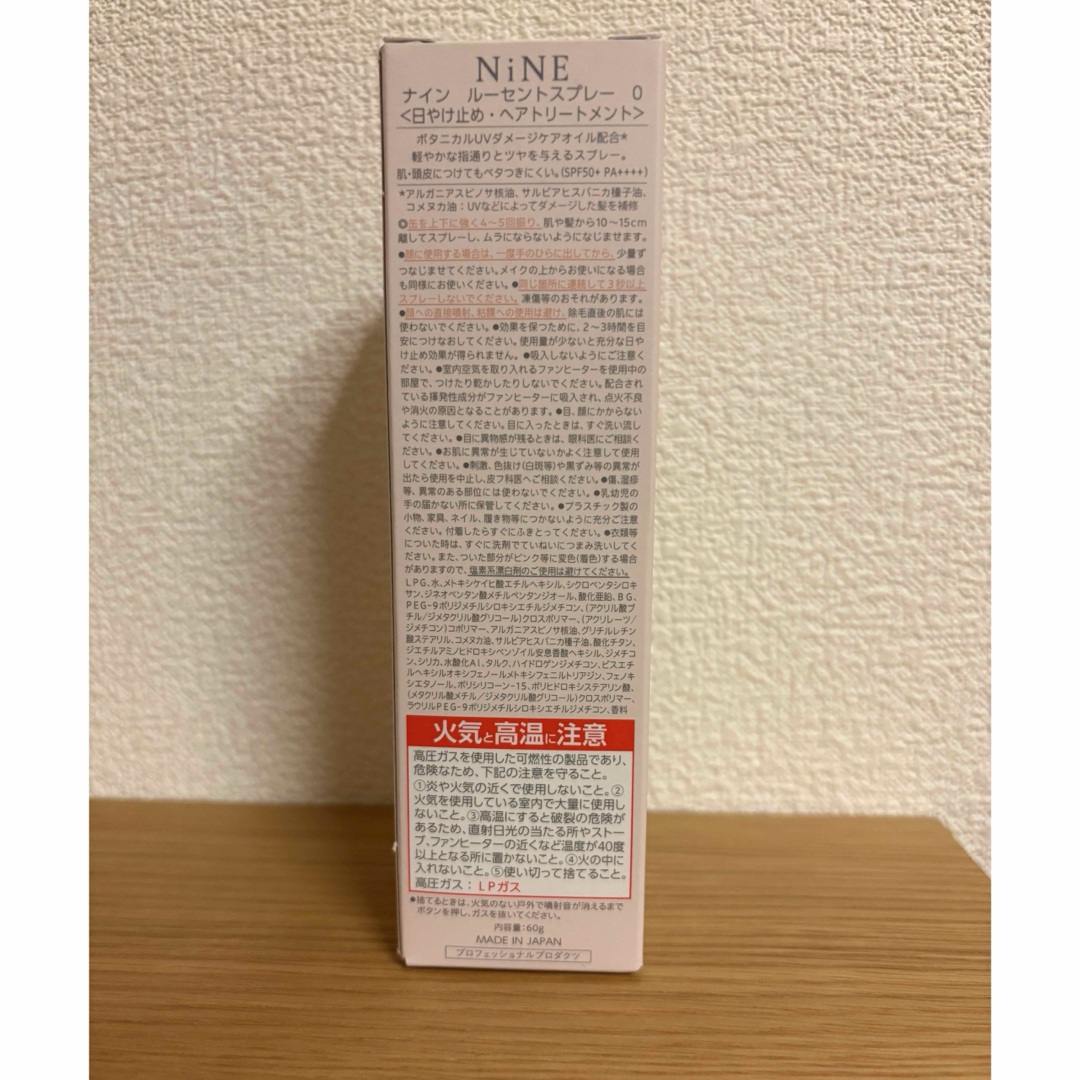 NiNE
ナイン ルーセントスプレー 0
<日やけ止め・ヘアトリートメント>
ボタニカルUVダメージケアオイル配合*
軽やかな指通りとツヤを与えるスプレー。
肌・頭皮につけてもベタつきにくい。(SPF50+ PA++++)
*アルガニアスピノサ核油、サルビアヒスパニカ種子油、
コメヌカ油：UVなどによってダメージした髪を補修
◎缶を上下に強く4〜5回振り、肌や髪から10〜15cm
離してスプレーし、ムラにならないようになじませます。
●顔に使用する場合は、一度手のひらに出してから、少量ず
つなじませてください。メイクの上からお使いになる場合
も同様にお使いください。●同じ箇所に連続して3秒以上
スプレーしないでください。凍傷等のおそれがあります。
●顔への直接噴射、粘膜への使用は避け、除毛直後の肌には
使わないでください。●効果を保つために、2〜3時間を目
安につけなおしてください。使用量が少ないと充分な日や
け止め効果が得られません。●吸入しないようにご注意く
ださい。●室内空気を取り入れるファンヒーターを使用中の
部屋で、つけたり乾かしたりしないでください。配合され
ている揮発性成分がファンヒーターに吸入され、点火不良
や消火の原因となることがあります。●目、顔にかからない
ように注意してください。目に入ったときは、すぐ洗い流し
てください。●目に異物感が残るときは、眼科医にご相談く
ださい。●お肌に異常が生じていないかよく注意して使用
してください。●刺激、色抜け(白斑等)や黒ずみ等の異常が
出たら使用を中止し、皮フ科医へご相談ください。●傷、湿疹
等、異常のある部位には使わないでください。●乳幼児の
手の届かない所に保管してください。●プラスチック製の
小物、家具、ネイル、履き物等につかないように充分ご注意
ください。付着したらすぐにふきとってください。●衣類等
についた時は、すぐに洗剤でていねいにつまみ洗いしてく
ださい。また、ついた部分がピンク等に変色(着色)する場合
がありますので、塩素系漂白剤のご使用は避けてください。
LPG、水、メトキシケイヒ酸エチルヘキシル、シクロペンタシロキ
サン、ジネオペンタン酸メチルペンタンジオール、酸化亜鉛、BG、
PEG-9ポリジメチルシロキシエチルジメチコン、(アクリル酸ブ
チル/ジメタクリル酸グリコール)クロスポリマー、(アクリレーツ/
ジメチコン)コポリマー、アルガニアスピノサ核油、グリチルレチン
酸ステアリル、コメヌカ油、サルビアヒスパニカ種子油、酸化チタン、
ジエチルアミノヒドロキシベンゾイル安息香酸ヘキシル、ジメチコ
ン、シリカ、水酸化Al、タルク、ハイドロゲンジメチコン、ビスエチ
ルヘキシルオキシフェノールメトキシフェニルトリアジン、フェノキ
シエタノール、ポリシリコーン-15、ポリヒドロキシステアリン酸、
(メタクリル酸メチル/ジメタクリル酸グリコール)クロスポリマー、
ラウリルPEG-9ポリジメチルシロキシエチルジメチコン、香料
火気と高温に注意
高圧ガスを使用した可燃性の製品であり、
危険なため、下記の注意を守ること。
①炎や火気の近くで使用しないこと。②
火気を使用している室内で大量に使用し
ないこと。③高温にすると破裂の危険が
あるため、直射日光の当たる所やストー
ブ、ファンヒーターの近くなど温度が40度
以上となる所に置かないこと。④火の中に
入れないこと。⑤使い切って捨てること。
高圧ガス：LPガス
●捨てるときは、火気のない戸外で噴射音が消えるまで
ボタンを押し、ガスを抜いてください。
内容量：60g
MADE IN JAPAN
プロフェッショナルプロダクツ